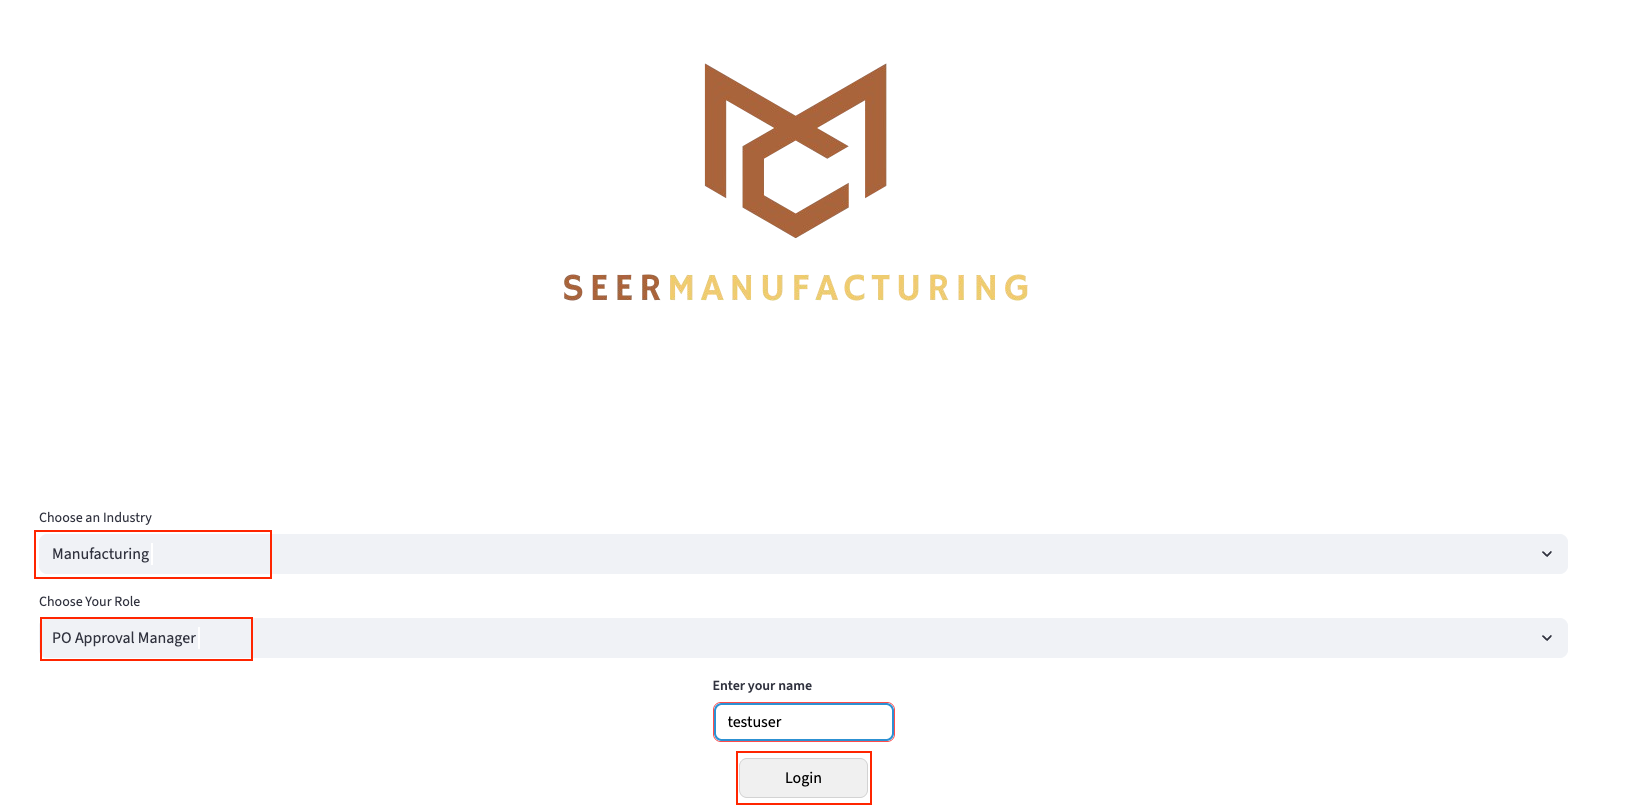 SEERMANUFACTURING
Choose an Industry
Manufacturing
Choose Your Role
PO Approval Manager
Enter your name
testuser
Login